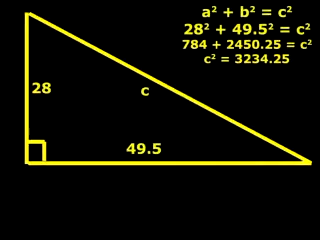 a² + b² = c²
28² + 49.5² = c²
784 + 2450.25 = c²
c² = 3234.25
28
c
49.5